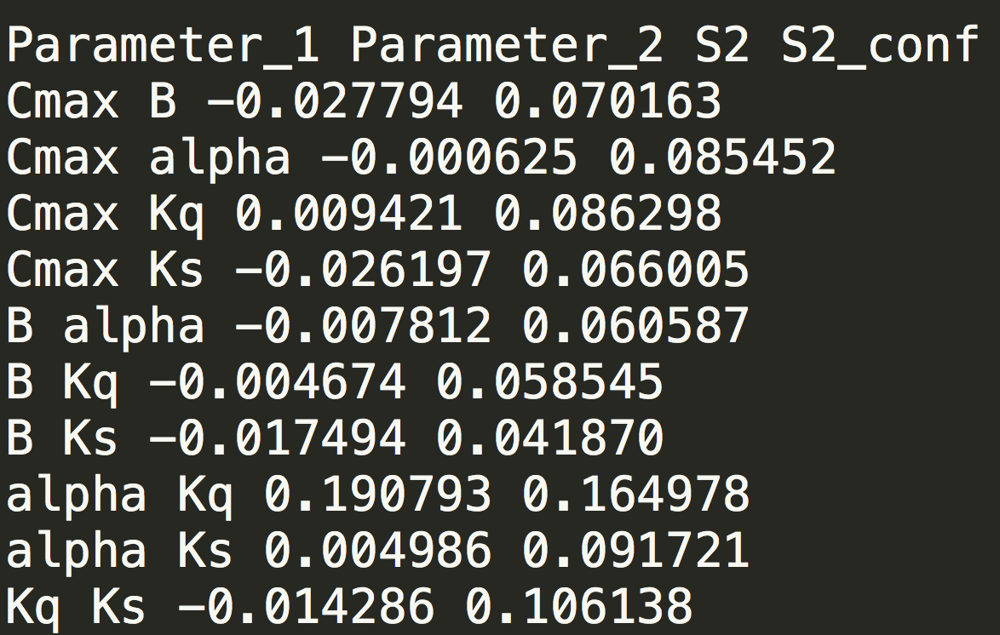 Parameter_1 Parameter_2 S2 S2_conf
Cmax B -0.027794 0.070163
Cmax alpha -0.000625 0.085452
Cmax Kq 0.009421 0.086298
Cmax Ks -0.026197 0.066005
B alpha -0.007812 0.060587
B Kq -0.004674 0.058545
B Ks -0.017494 0.041870
alpha Kq 0.190793 0.164978
alpha Ks 0.004986 0.091721
Kq Ks -0.014286 0.106138